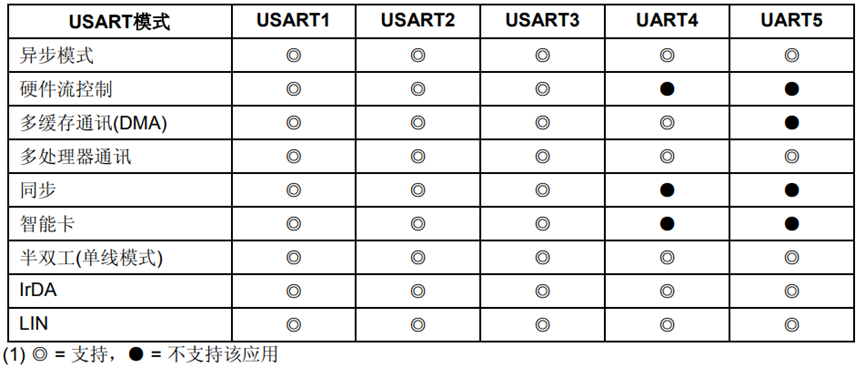 USART模式 USART1 USART2 USART3 UART4 UART5
异步模式 ◎ ◎ ◎ ◎ ◎
硬件流控制 ◎ ◎ ◎ ● ●
多缓存通讯(DMA) ◎ ◎ ◎ ◎ ●
多处理器通讯 ◎ ◎ ◎ ◎ ◎
同步 ◎ ◎ ◎ ● ●
智能卡 ◎ ◎ ◎ ● ●
半双工(单线模式) ◎ ◎ ◎ ◎ ◎
IrDA ◎ ◎ ◎ ◎ ◎
LIN ◎ ◎ ◎ ◎ ◎
(1) ◎ = 支持，● = 不支持该应用